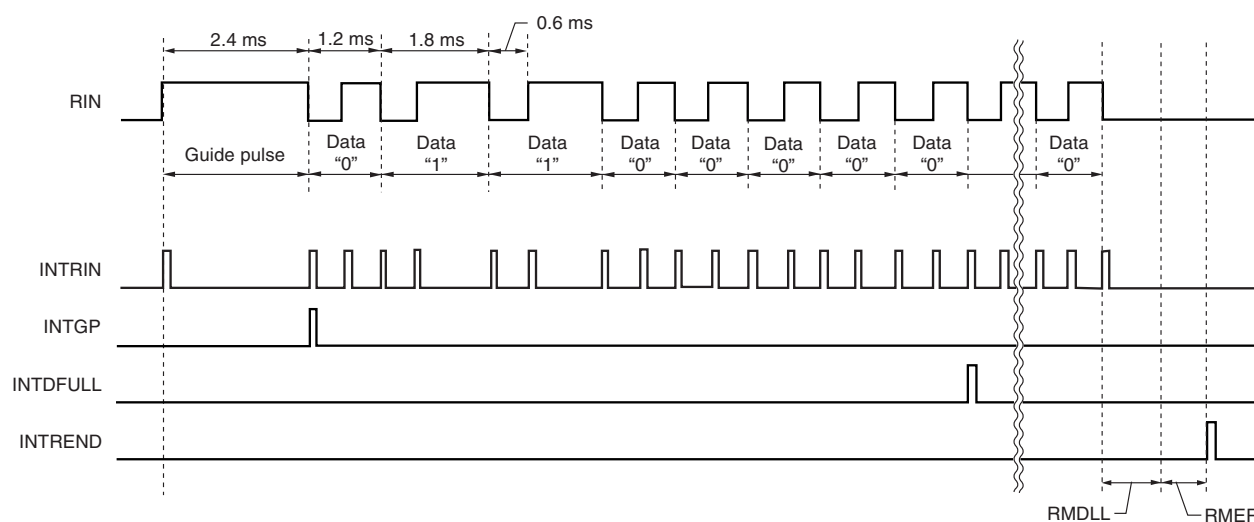 2.4 ms 1.2 ms 1.8 ms 0.6 ms
RIN
Guide pulse
Data "0"
Data "1"
Data "1"
Data "0"
Data "0"
Data "0"
Data "0"
Data "0"
Data "0"
INTRIN
INTGP
INTDFULL
INTREND
RMDLL RMER